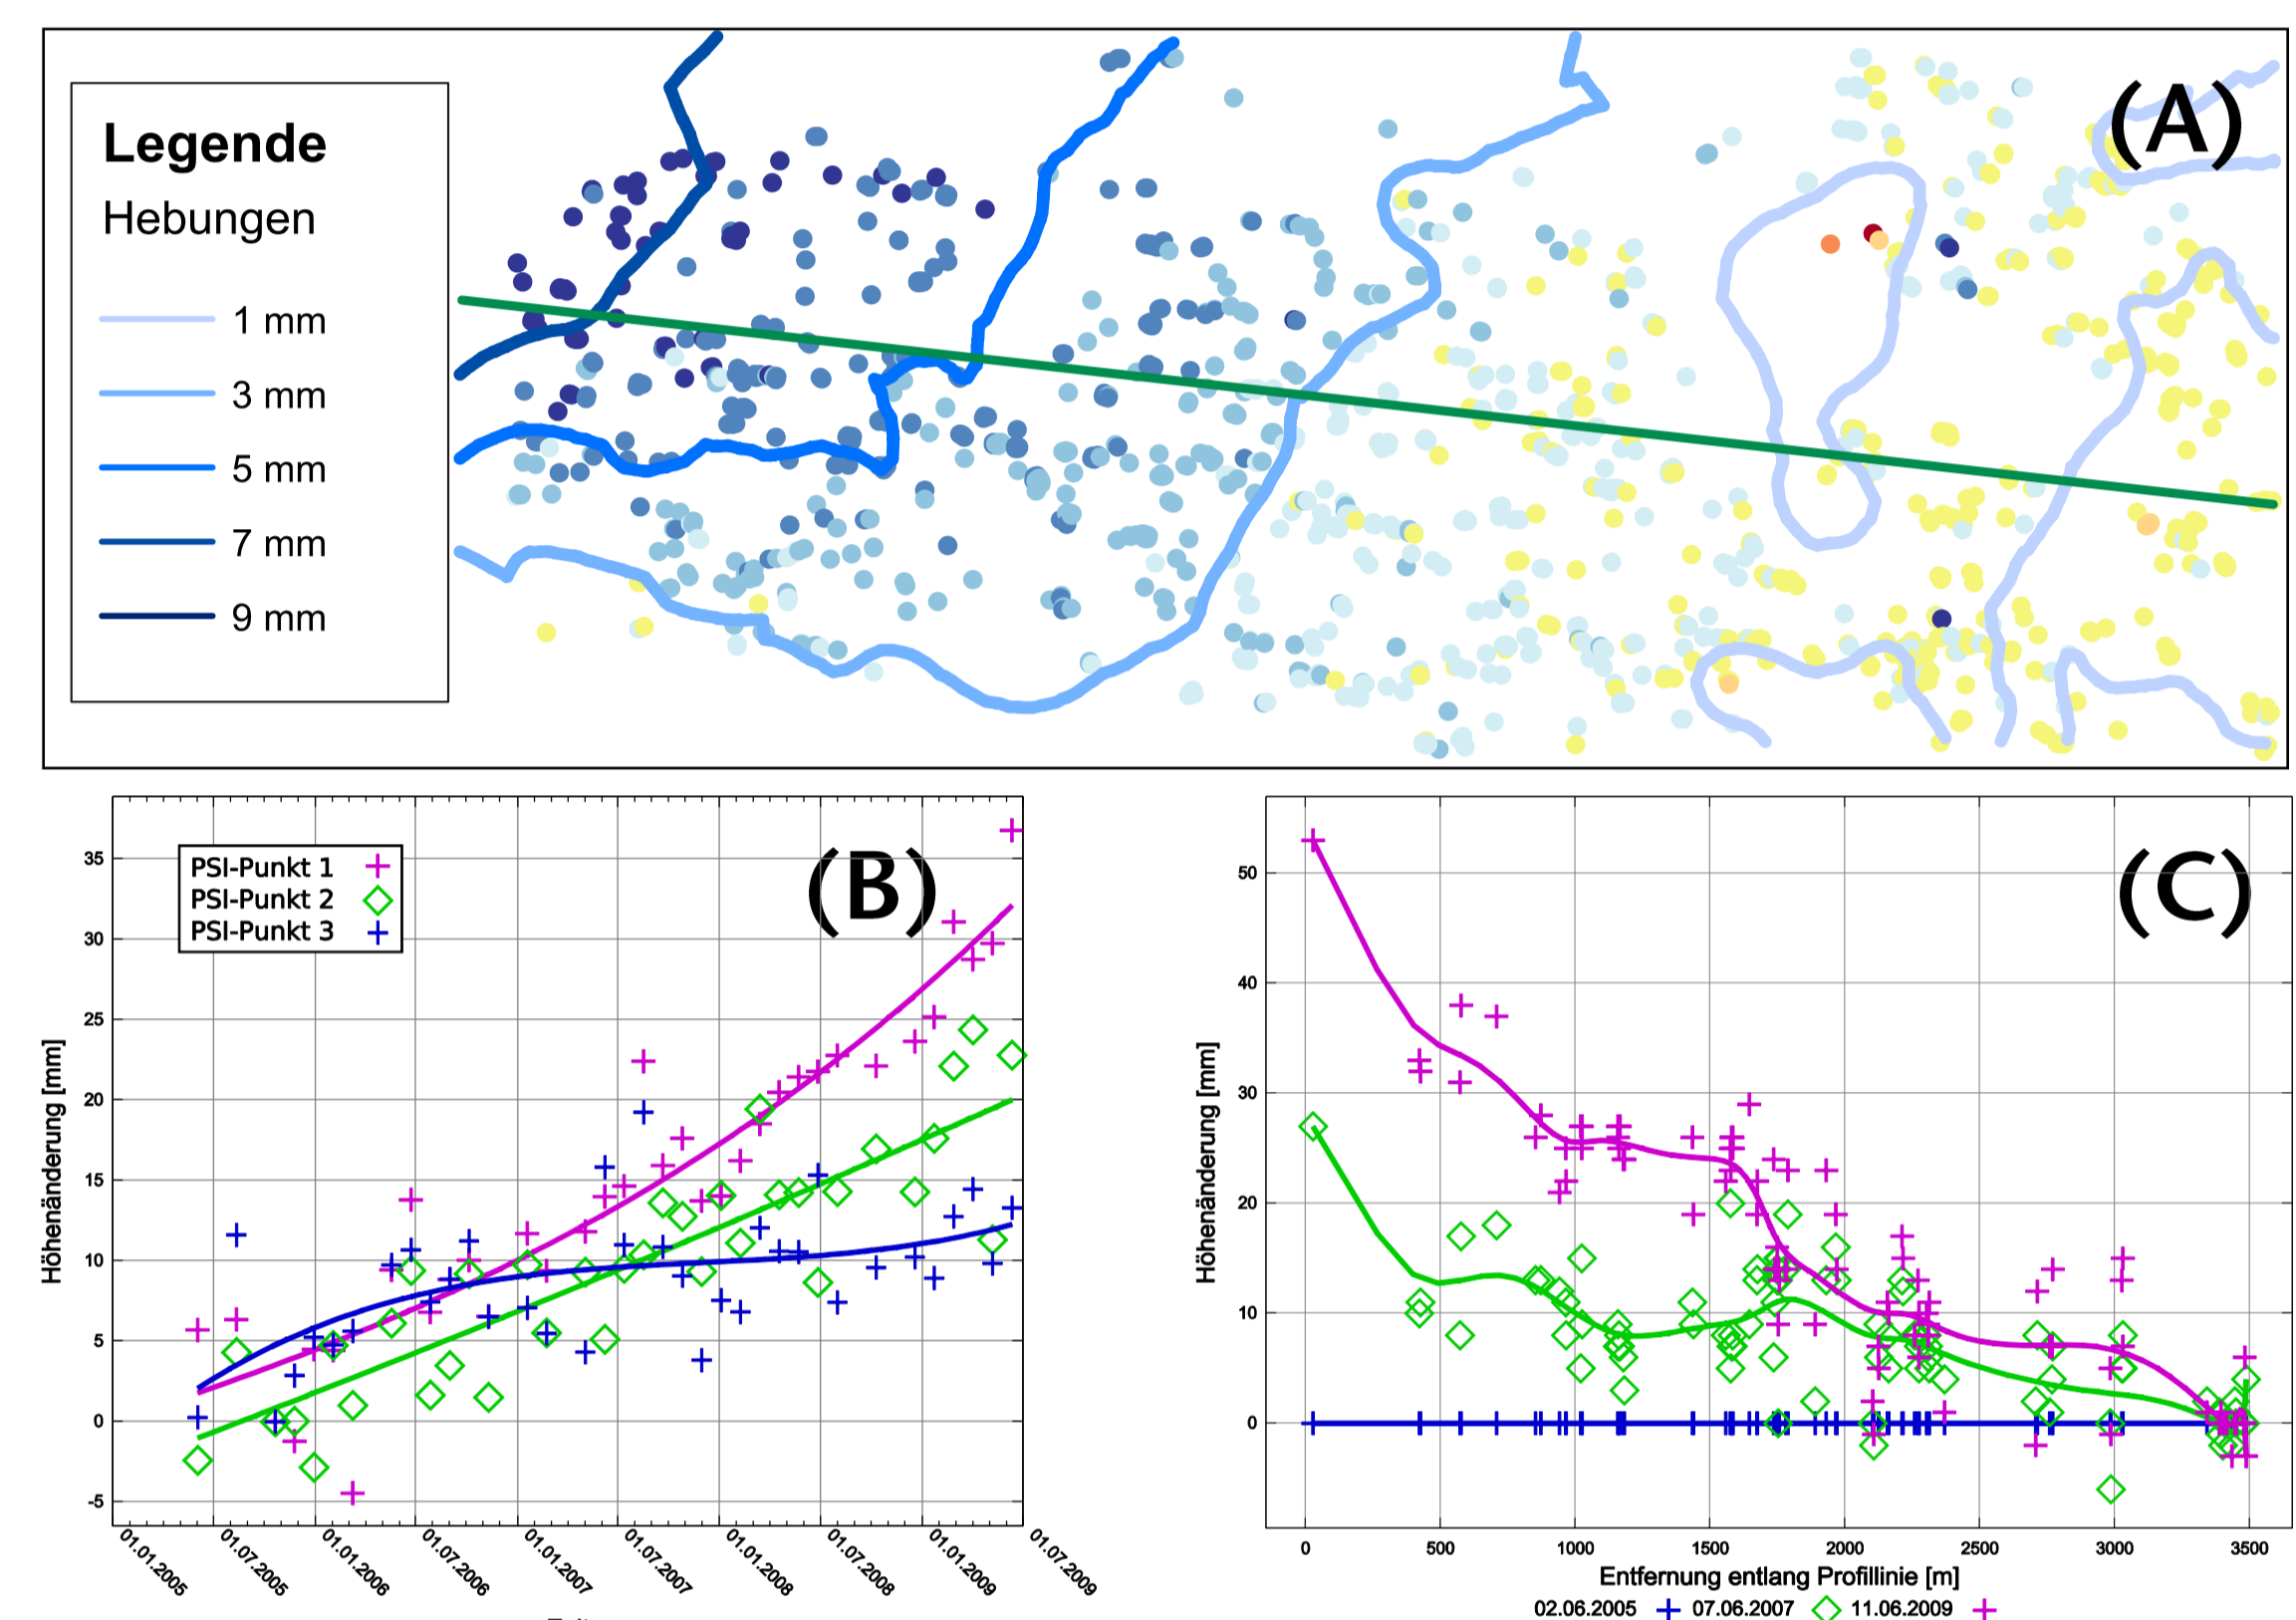 (A)
Legende
Hebungen
1 mm
3 mm
5 mm
7 mm
9 mm
(B)
PSI-Punkt 1
PSI-Punkt 2
PSI-Punkt 3
Höhenänderung [mm]
35
30
25
20
15
10
5
0
-5
01.01.2005 01.07.2005 01.01.2006 01.07.2006 01.01.2007 01.07.2007 01.01.2008 01.07.2008 01.01.2009 01.07.2009
(C)
Höhenänderung [mm]
50
40
30
20
10
0
0 500 1000 1500 2000 2500 3000 3500
Entfernung entlang Profillinie [m]
02.06.2005 07.06.2007 11.06.2009